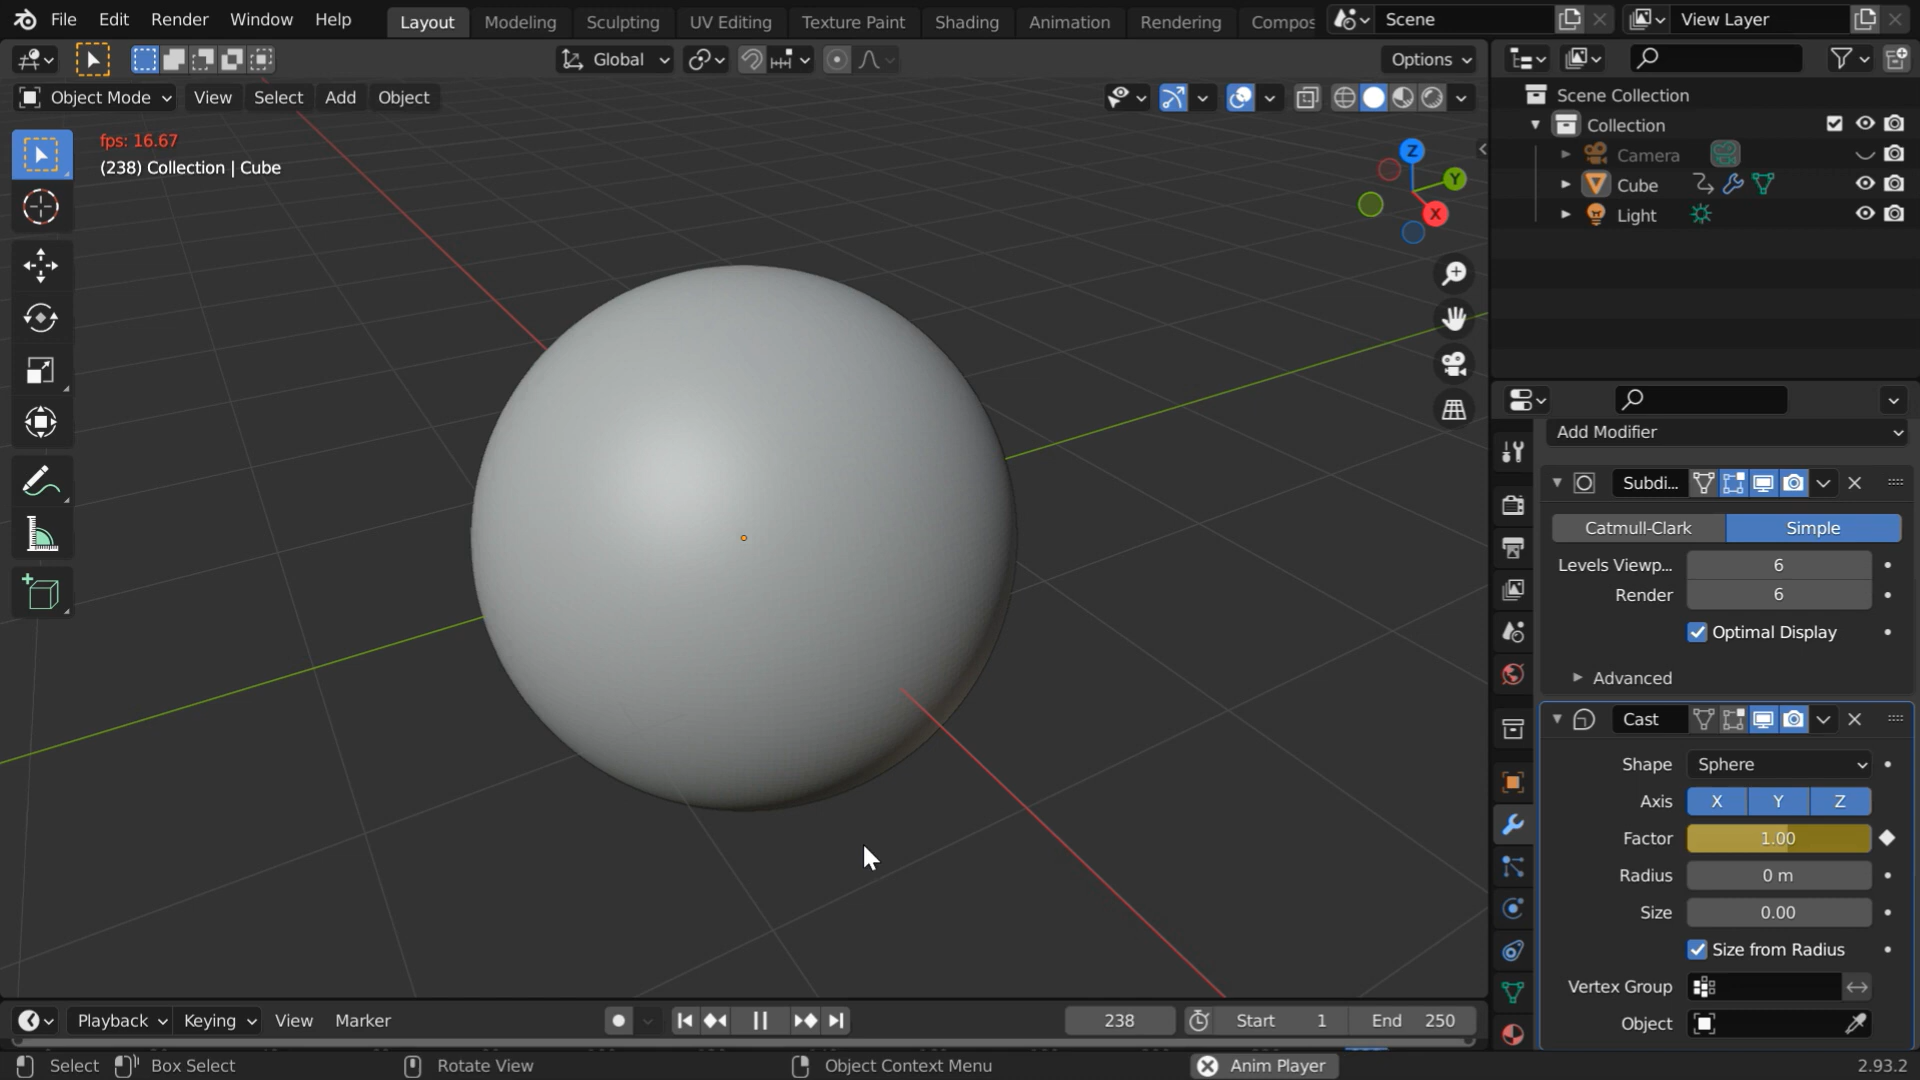 File Edit Render Window Help Layout Modeling Sculpting UV Editing Texture Paint Shading Animation Rendering Compos Scene View Layer
Global Options
Object Mode View Select Add Object
fps: 16.67
(238) Collection | Cube
Z
Y
X
Scene Collection
Collection
Camera
Cube
Light
Add Modifier
Subdi...
Catmull-Clark Simple
Levels Viewp... 6
Render 6
Optimal Display
Advanced
Cast
Shape Sphere
Axis X Y Z
Factor 1.00
Radius 0 m
Size 0.00
Size from Radius
Vertex Group
Object
Playback Keying View Marker 238 Start 1 End 250
Select Box Select Rotate View Object Context Menu Anim Player 2.93.2